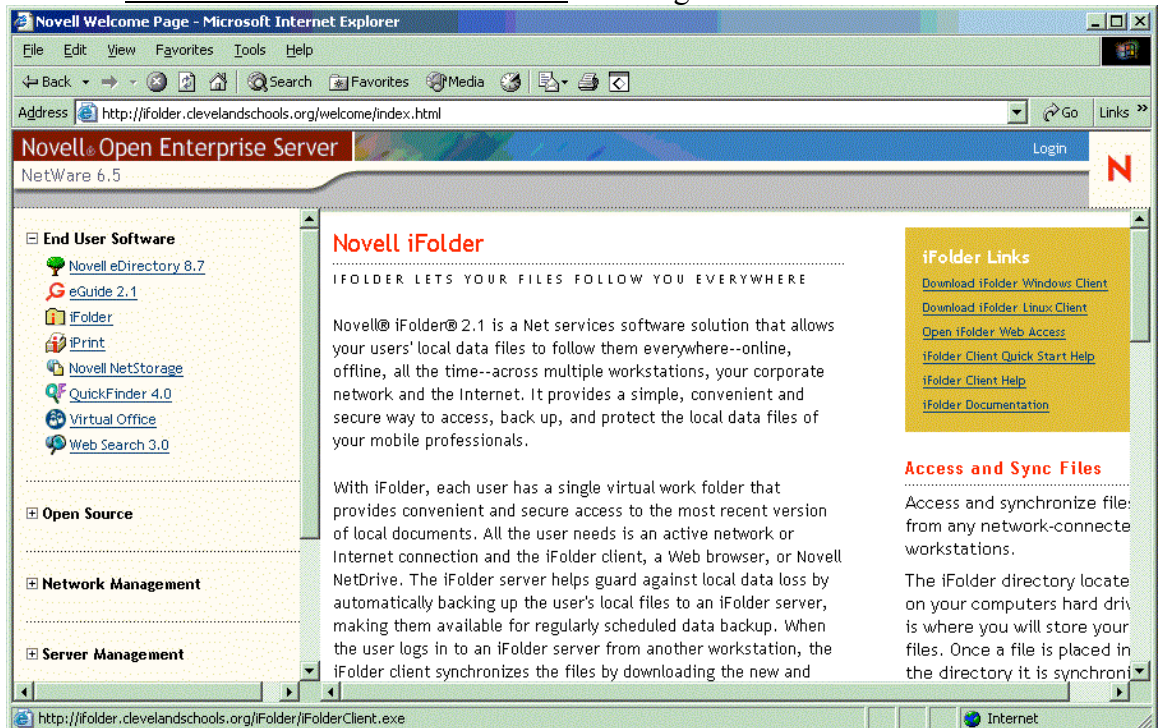 Novell Welcome Page - Microsoft Internet Explorer
File Edit View Favorites Tools Help
Back Search Favorites Media
Address http://ifolder.clevelandschools.org/welcome/index.html Go Links »
Novell® Open Enterprise Server Login
NetWare 6.5
N
End User Software
Novell eDirectory 8.7
eGuide 2.1
iFolder
iPrint
Novell NetStorage
QuickFinder 4.0
Virtual Office
Web Search 3.0
Open Source
Network Management
Server Management
Novell iFolder
IFOLDER LETS YOUR FILES FOLLOW YOU EVERYWHERE
Novell® iFolder® 2.1 is a Net services software solution that allows
your users' local data files to follow them everywhere--online,
offline, all the time--across multiple workstations, your corporate
network and the Internet. It provides a simple, convenient and
secure way to access, back up, and protect the local data files of
your mobile professionals.
With iFolder, each user has a single virtual work folder that
provides convenient and secure access to the most recent version
of local documents. All the user needs is an active network or
Internet connection and the iFolder client, a Web browser, or Novell
NetDrive. The iFolder server helps guard against local data loss by
automatically backing up the user's local files to an iFolder server,
making them available for regularly scheduled data backup. When
the user logs in to an iFolder server from another workstation, the
iFolder client synchronizes the files by downloading the new and
iFolder Links
Download iFolder Windows Client
Download iFolder Linux Client
Open iFolder Web Access
iFolder Client Quick Start Help
iFolder Client Help
iFolder Documentation
Access and Sync Files
Access and synchronize file
from any network-connecte
workstations.
The iFolder directory locate
on your computers hard driv
is where you will store your
files. Once a file is placed in
the directory it is synchroni
http://ifolder.clevelandschools.org/iFolder/iFolderClient.exe Internet